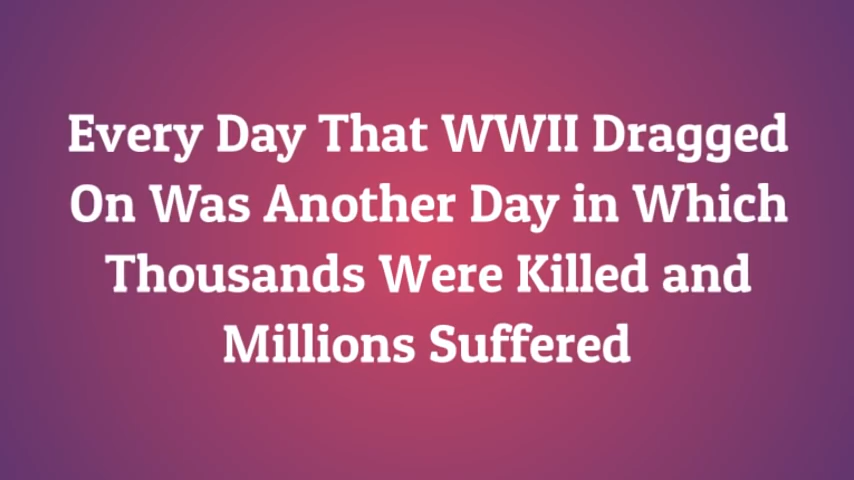 Every Day That WWII Dragged
On Was Another Day in Which
Thousands Were Killed and
Millions Suffered